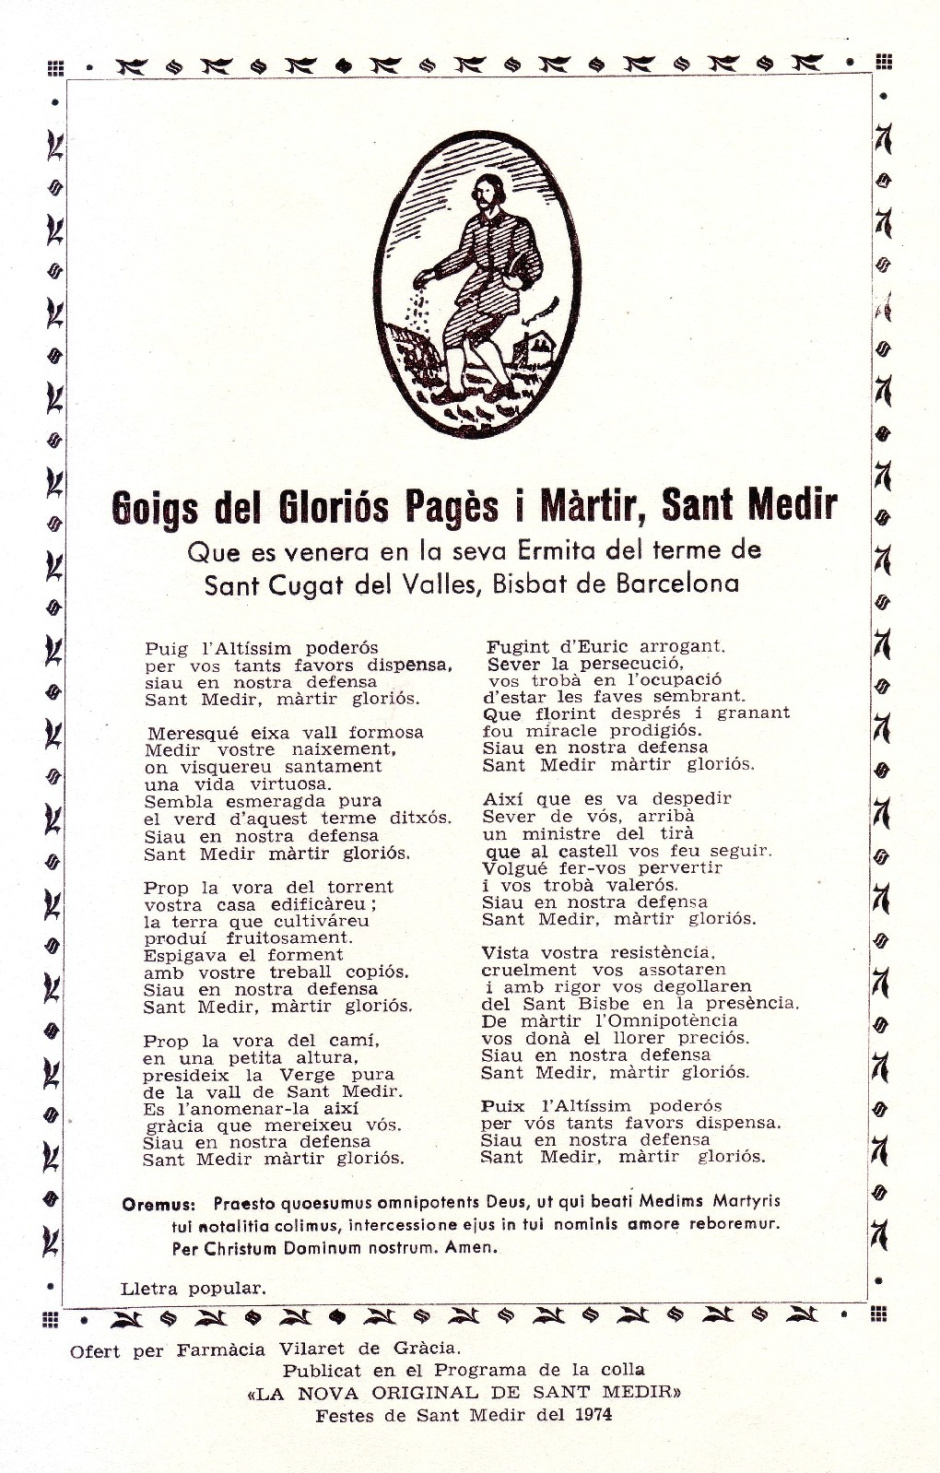 Goigs del Gloriós Pagès i Màrtir, Sant Medir
Que es venera en la seva Ermita del terme de
Sant Cugat del Valles, Bisbat de Barcelona
Puig l'Altíssim poderós
per vos tants favors dispensa,
siau en nostra defensa
Sant Medir, màrtir gloriós.
Meresqué eixa vall formosa
Medir vostre naixement,
on visquereu santament
una vida virtuosa.
Sembla esmeragda pura
el verd d'aquest terme ditxós.
Siau en nostra defensa
Sant Medir màrtir gloriós.
Prop la vora del torrent
vostra casa edificàreu;
la terra que cultiváreu
produí fruitosament.
Espigava el forment
amb vostre treball copiós.
Siau en nostra defensa
Sant Medir, màrtir gloriós.
Prop la vora del camí,
en una petita altura,
presideix la Verge pura
de la vall de Sant Medir.
Es l'anomenar-la així
gràcia que mereixeu vós.
Siau en nostra defensa
Sant Medir màrtir gloriós.
Fugint d'Euric arrogant.
Sever la persecució,
vos trobà en l'ocupació
d'estar les faves sembrant.
Que florint després i granant
fou miracle prodigiós.
Siau en nostra defensa
Sant Medir màrtir gloriós.
Així que es va despedir
Sever de vós, arribà
un ministre del tirà
que al castell vos feu seguir.
Volgué fer-vos pervertir
i vos trobà valerós.
Siau en nostra defensa
Sant Medir, màrtir gloriós.
Vista vostra resistència,
cruelment vos assotaren
i amb rigor vos degollaren
del Sant Bisbe en la presència.
De màrtir l'Omnipotència
vos donà el llorer preciós.
Siau en nostra defensa
Sant Medir, màrtir gloriós.
Puix l'Altíssim poderós
per vós tants favors dispensa.
Siau en nostra defensa
Sant Medir, màrtir gloriós.
Oremus: Praesto quoesumus omnipotents Deus, ut qui beati Medims Martyris
tui notalitia colimus, intercessione ejus in tui nominis amore reboremur.
Per Christum Dominum nostrum. Amen.
Lletra popular.
Ofert per Farmàcia Vilaret de Gràcia.
Publicat en el Programa de la colla
«LA NOVA ORIGINAL DE SANT MEDIR»
Festes de Sant Medir del 1974